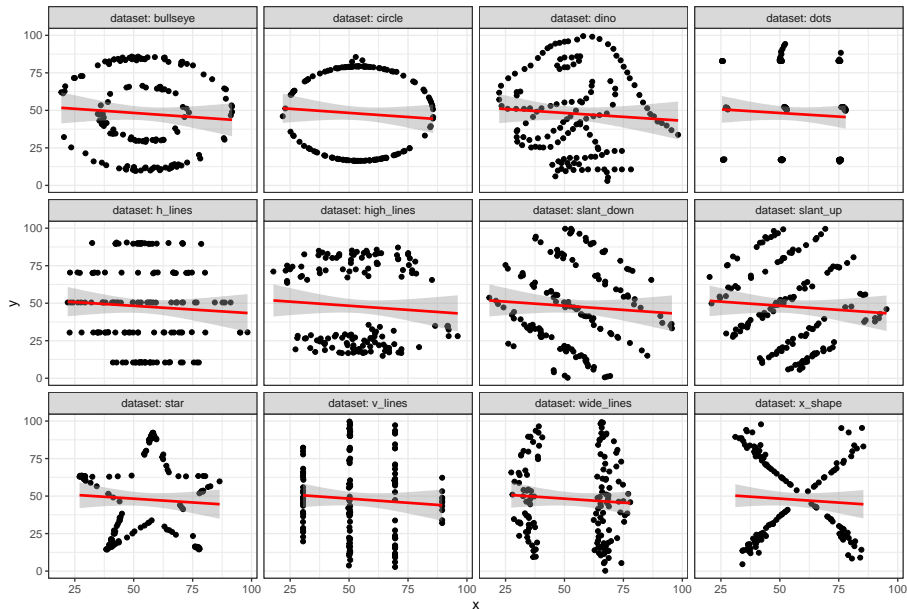 dataset: bullseye dataset: circle dataset: dino dataset: dots
100
75
50
25
0
dataset: h_lines dataset: high_lines dataset: slant_down dataset: slant_up
100
75
50
25
0
y
dataset: star dataset: v_lines dataset: wide_lines dataset: x_shape
100
75
50
25
0
25 50 75 100 25 50 75 100 25 50 75 100 25 50 75 100
x